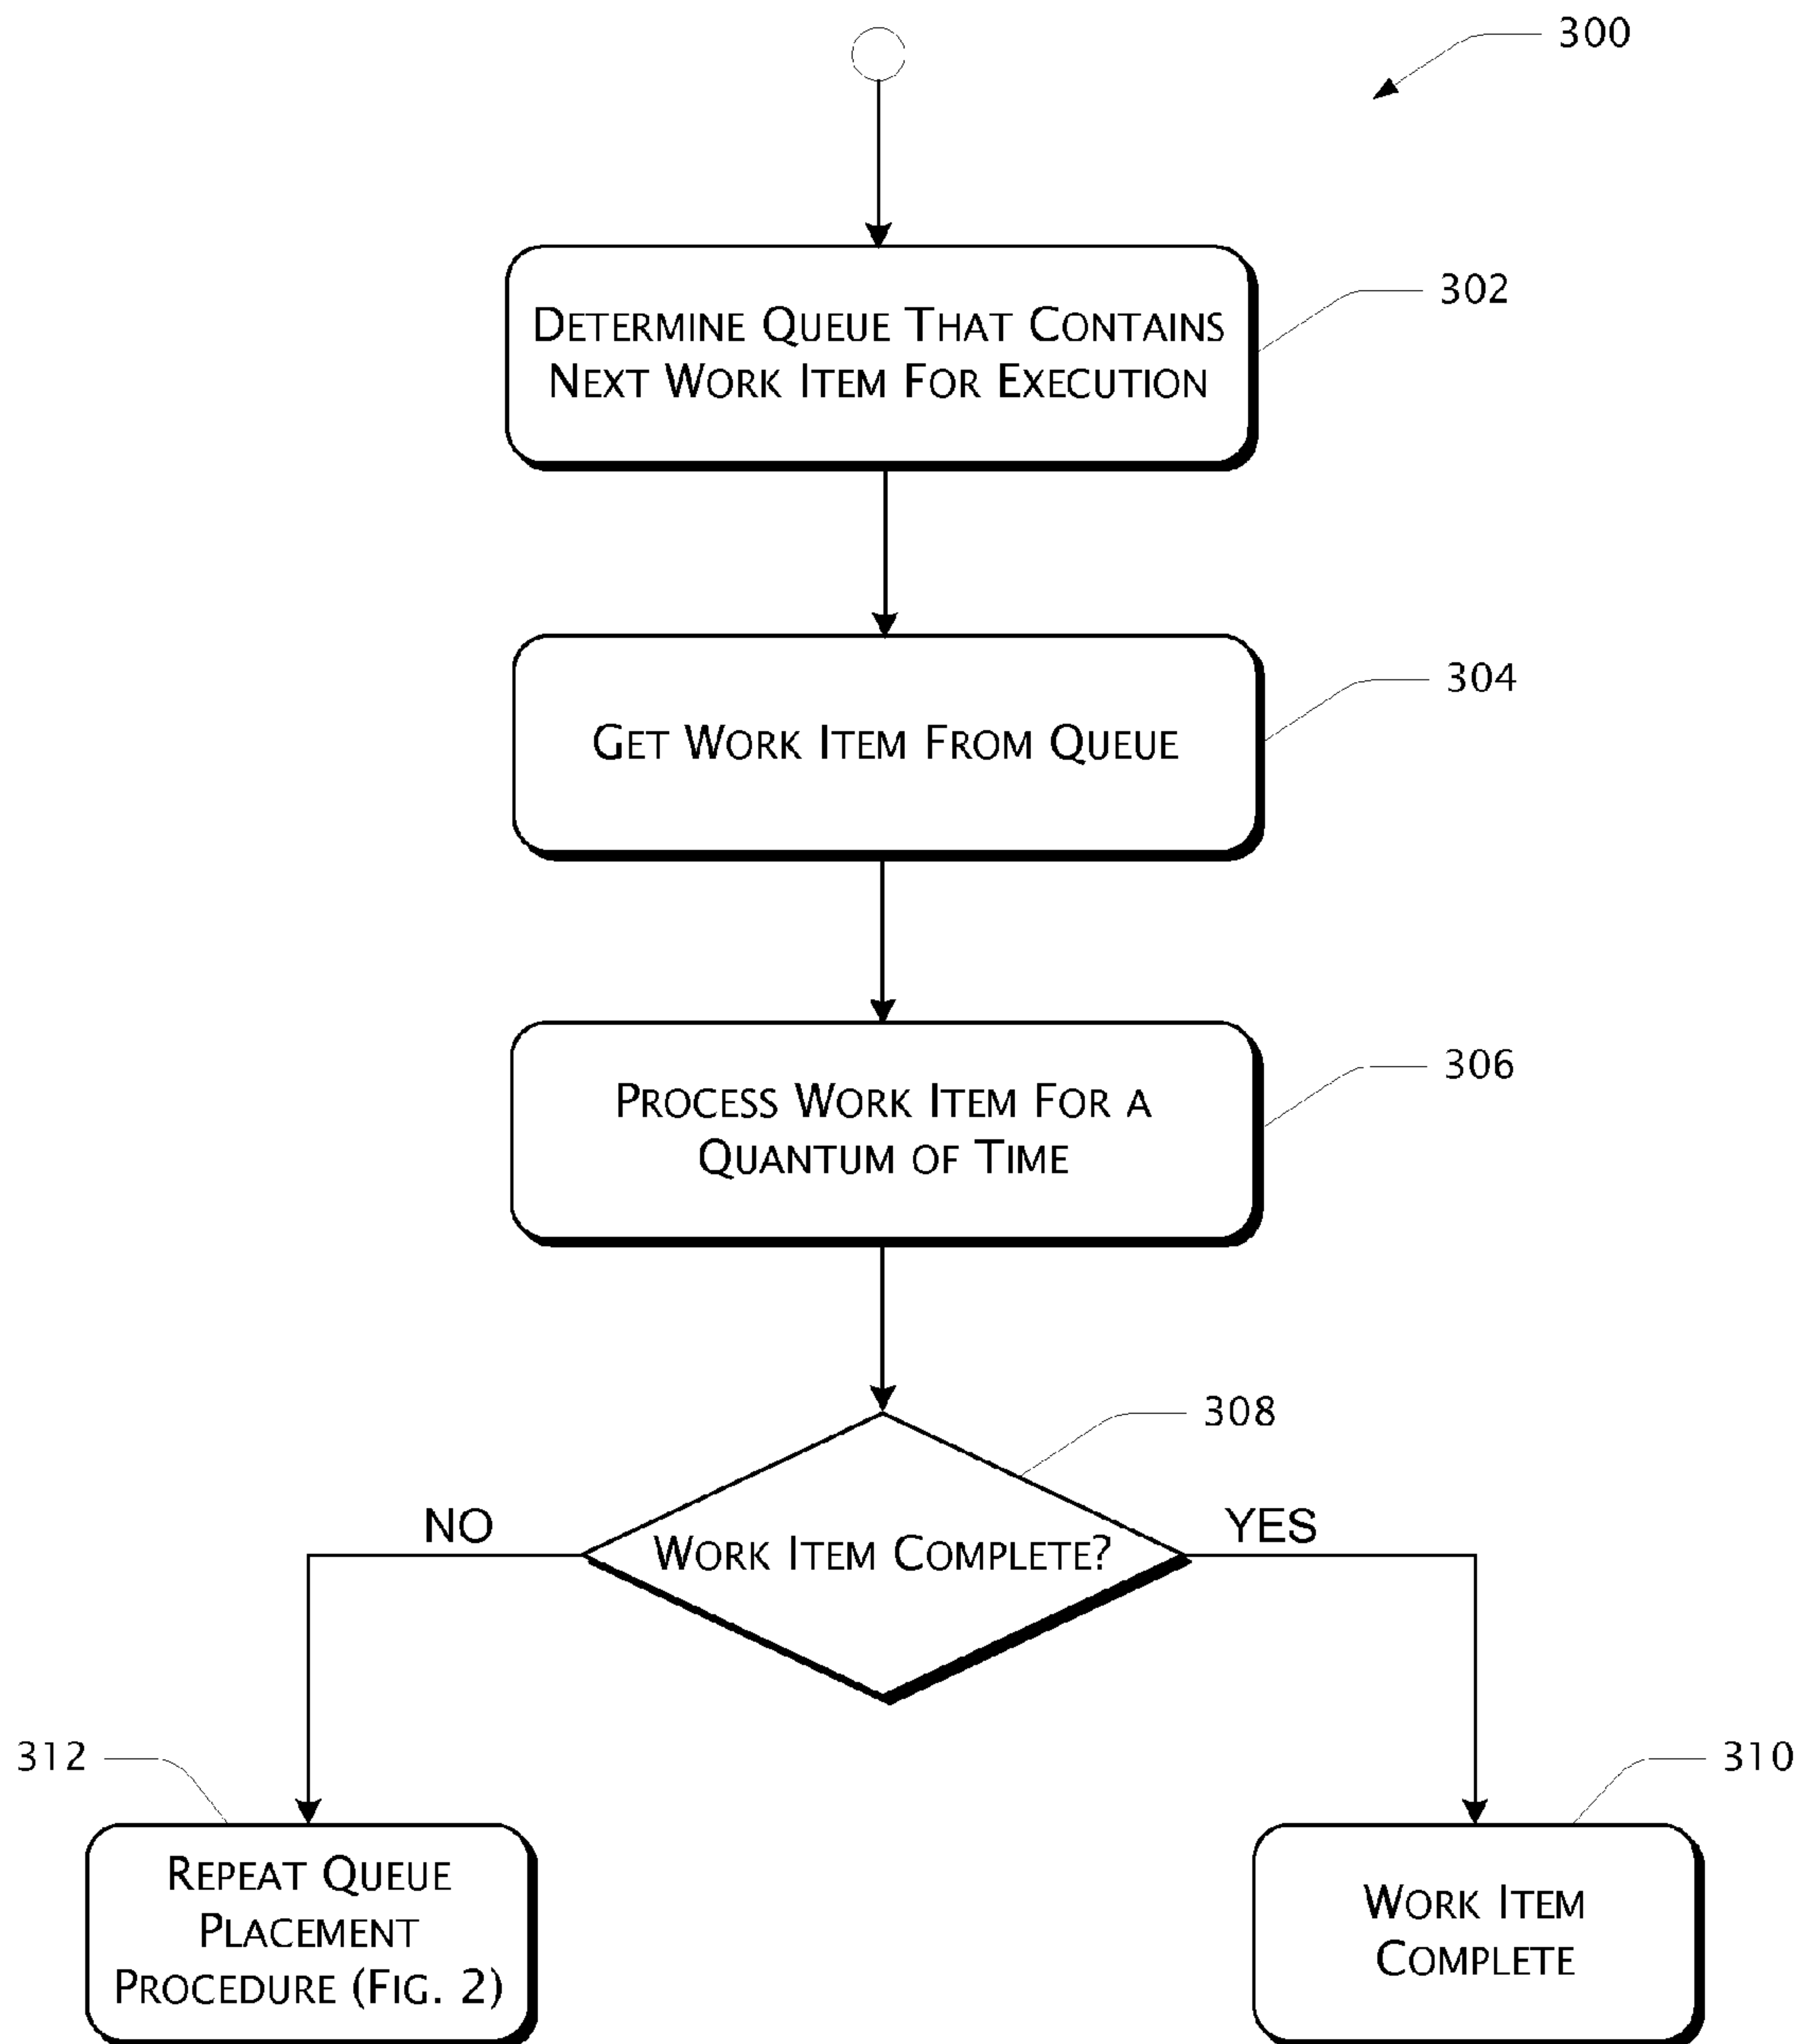 300
302
Determine Queue That Contains
Next Work Item For Execution
304
Get Work Item From Queue
306
Process Work Item For a
Quantum of Time
308
NO
YES
Work Item Complete?
312
310
Repeat Queue
Placement
Procedure (Fig. 2)
Work Item
Complete